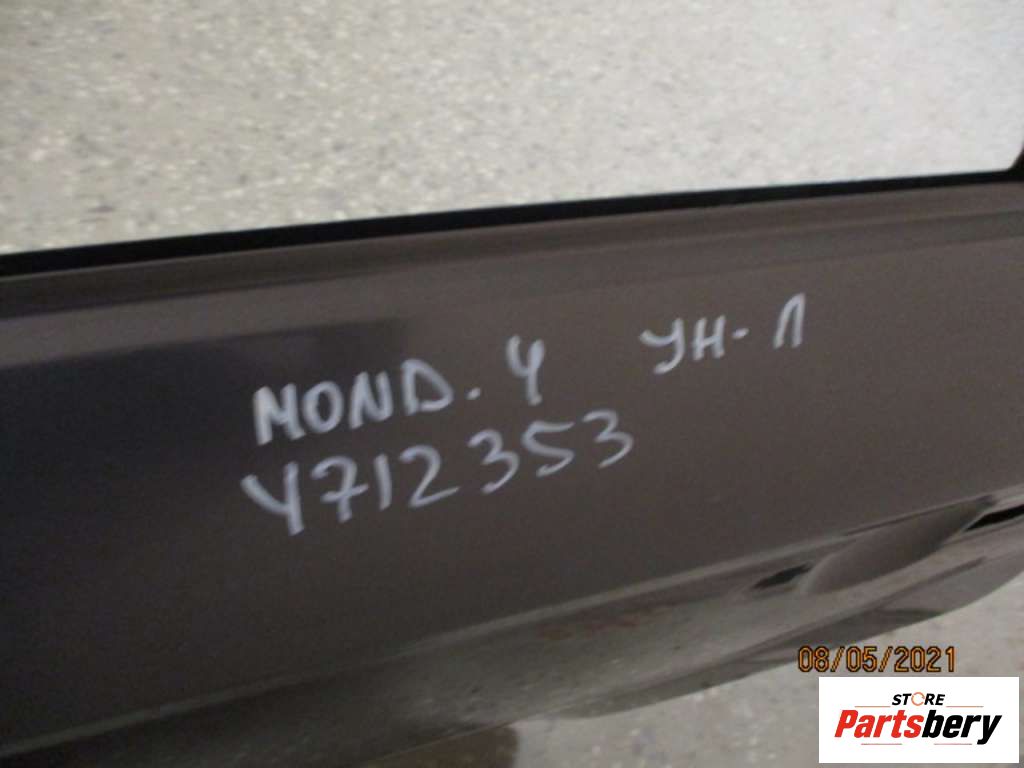 MOND. 4 УН-Л
4712353
08/05/2021
STORE
Partsbery